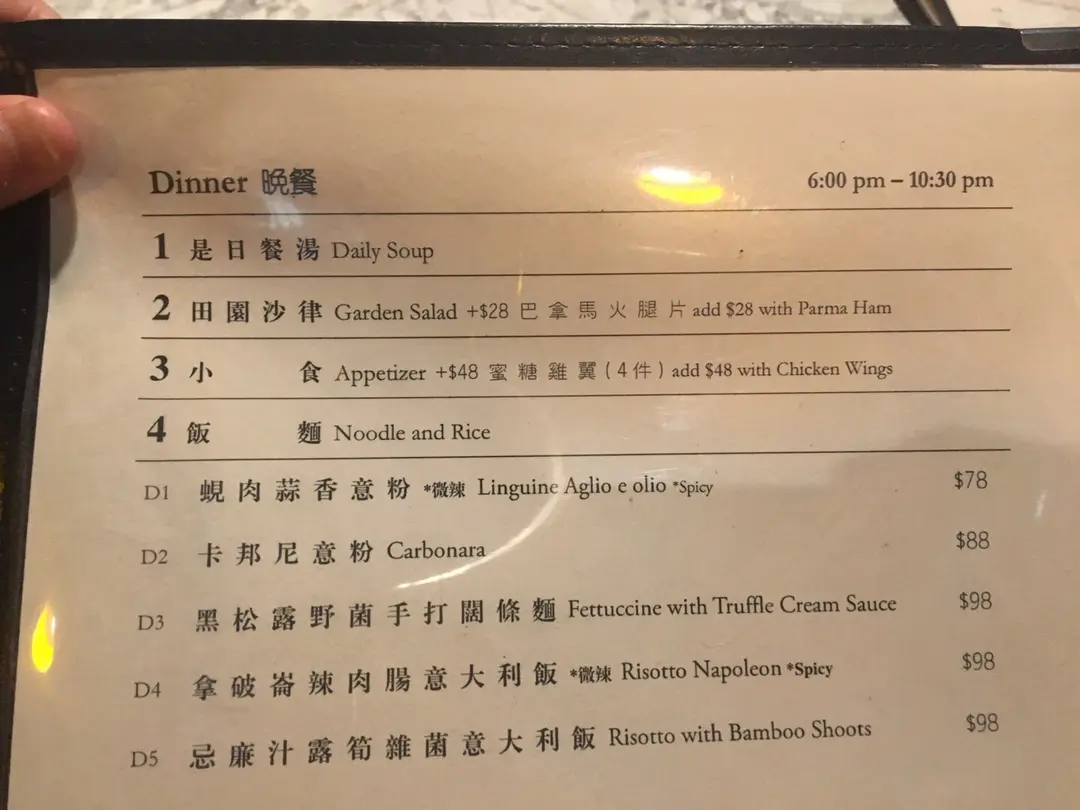 Dinner 晩餐 6:00 pm – 10:30 pm
1 是日餐湯 Daily Soup
2 田園沙律 Garden Salad +$28 巴拿馬火腿片 add $28 with Parma Ham
3 小食 Appetizer +$48 蜜糖雞翼(4件) add $48 with Chicken Wings
4 飯麵 Noodle and Rice
D1 蜆肉蒜香意粉 *微辣 Linguine Aglio e olio *Spicy $78
D2 卡邦尼意粉 Carbonara $88
D3 黑松露野菌手打闊條麵 Fettuccine with Truffle Cream Sauce $98
D4 拿破崙辣肉腸意大利飯 *微辣 Risotto Napoleon *Spicy $98
D5 忌廉汁露筍雜菌意大利飯 Risotto with Bamboo Shoots $98